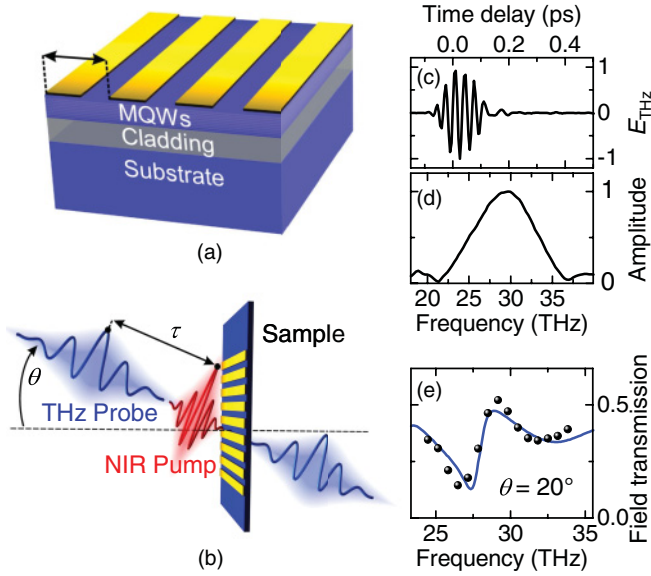 MQWs
Cladding
Substrate
(a)
τ
Sample
θ
THz Probe
NIR Pump
(b)
Time delay (ps)
0.0 0.2 0.4
(c)
1
0
-1
E_THz
(d)
1
0
Amplitude
20 25 30 35
Frequency (THz)
(e)
0.5
0.0
Field transmission
θ = 20°
25 30 35
Frequency (THz)